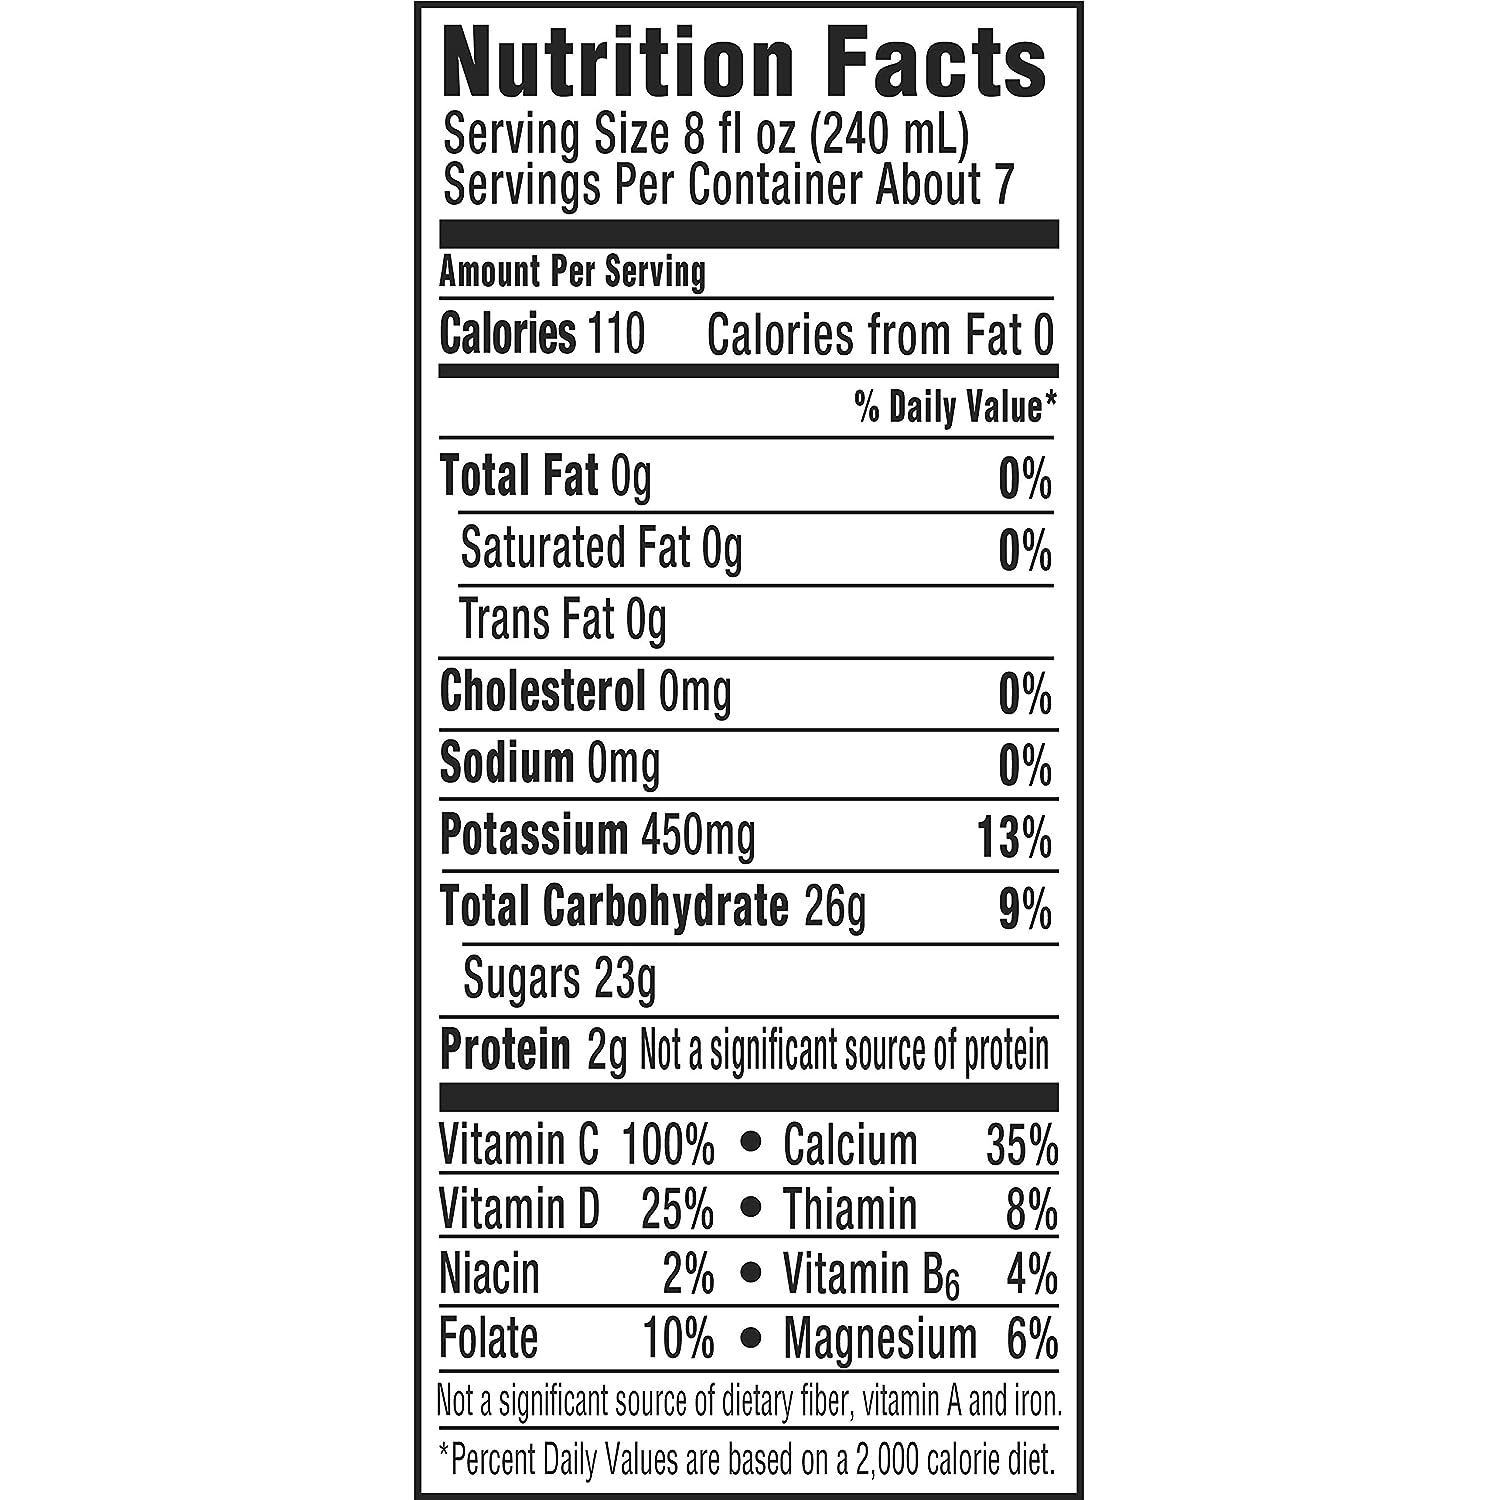 Nutrition Facts
Serving Size 8 fl oz (240 mL)
Servings Per Container About 7
Amount Per Serving
Calories 110 Calories from Fat 0
% Daily Value*
Total Fat 0g 0%
Saturated Fat 0g 0%
Trans Fat 0g
Cholesterol 0mg 0%
Sodium 0mg 0%
Potassium 450mg 13%
Total Carbohydrate 26g 9%
Sugars 23g
Protein 2g Not a significant source of protein
Vitamin C 100% • Calcium 35%
Vitamin D 25% • Thiamin 8%
Niacin 2% • Vitamin B6 4%
Folate 10% • Magnesium 6%
Not a significant source of dietary fiber, vitamin A and iron.
*Percent Daily Values are based on a 2,000 calorie diet.